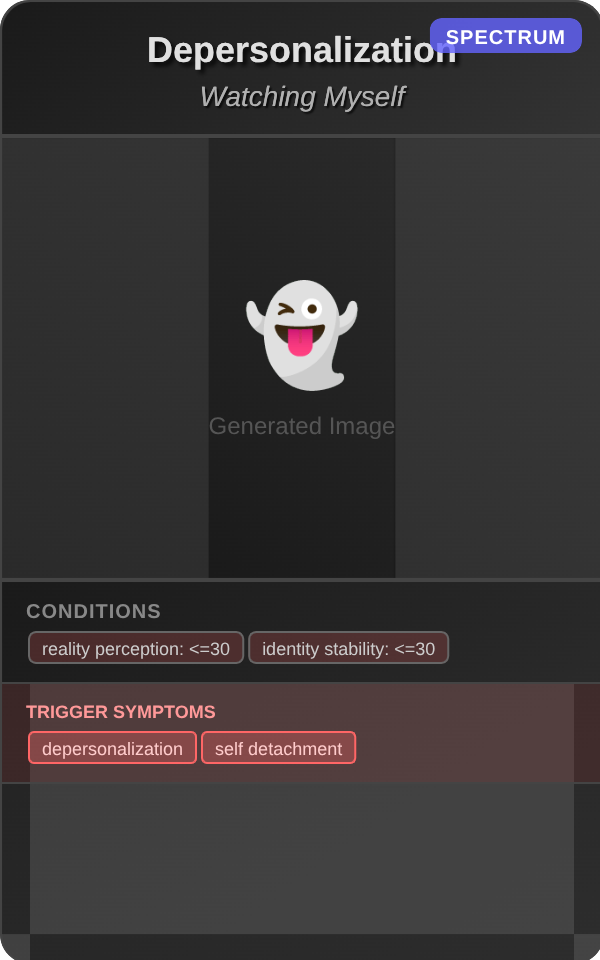 Depersonalization
SPECTRUM
Watching Myself
Generated Image
CONDITIONS
reality perception: <=30 identity stability: <=30
TRIGGER SYMPTOMS
depersonalization self detachment